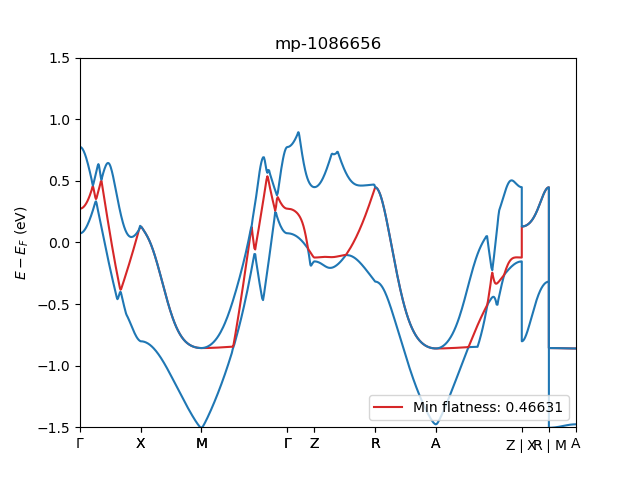 mp-1086656
E − E_F (eV)
1.5
1.0
0.5
0.0
−0.5
−1.0
−1.5
Min flatness: 0.46631
Γ X M Γ Z R A Z | X R | M A